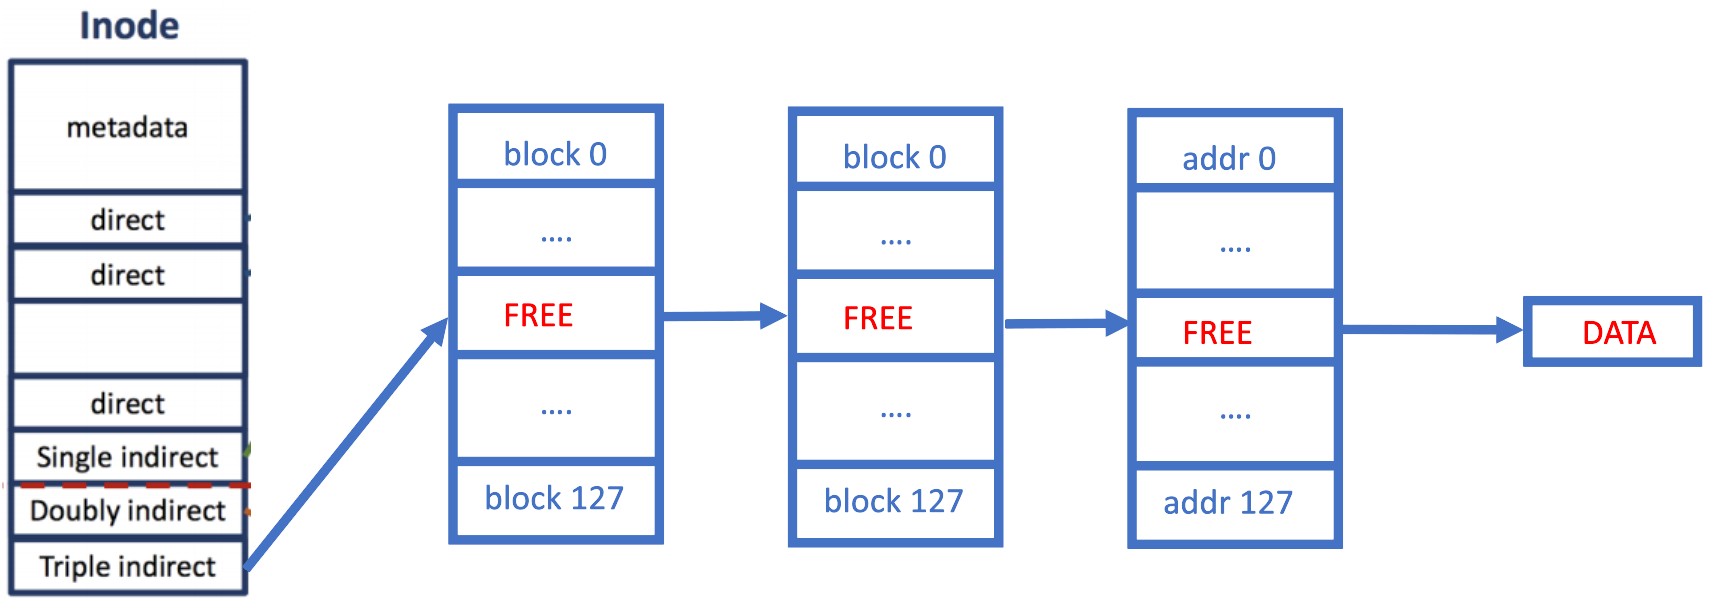 Inode
metadata
direct
direct
direct
Single indirect
Doubly indirect
Triple indirect
block 0
....
FREE
....
block 127
block 0
....
FREE
....
block 127
addr 0
....
FREE
....
addr 127
DATA